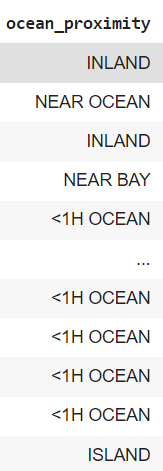 ocean_proximity
INLAND
NEAR OCEAN
INLAND
NEAR BAY
<1H OCEAN
...
<1H OCEAN
<1H OCEAN
<1H OCEAN
<1H OCEAN
ISLAND